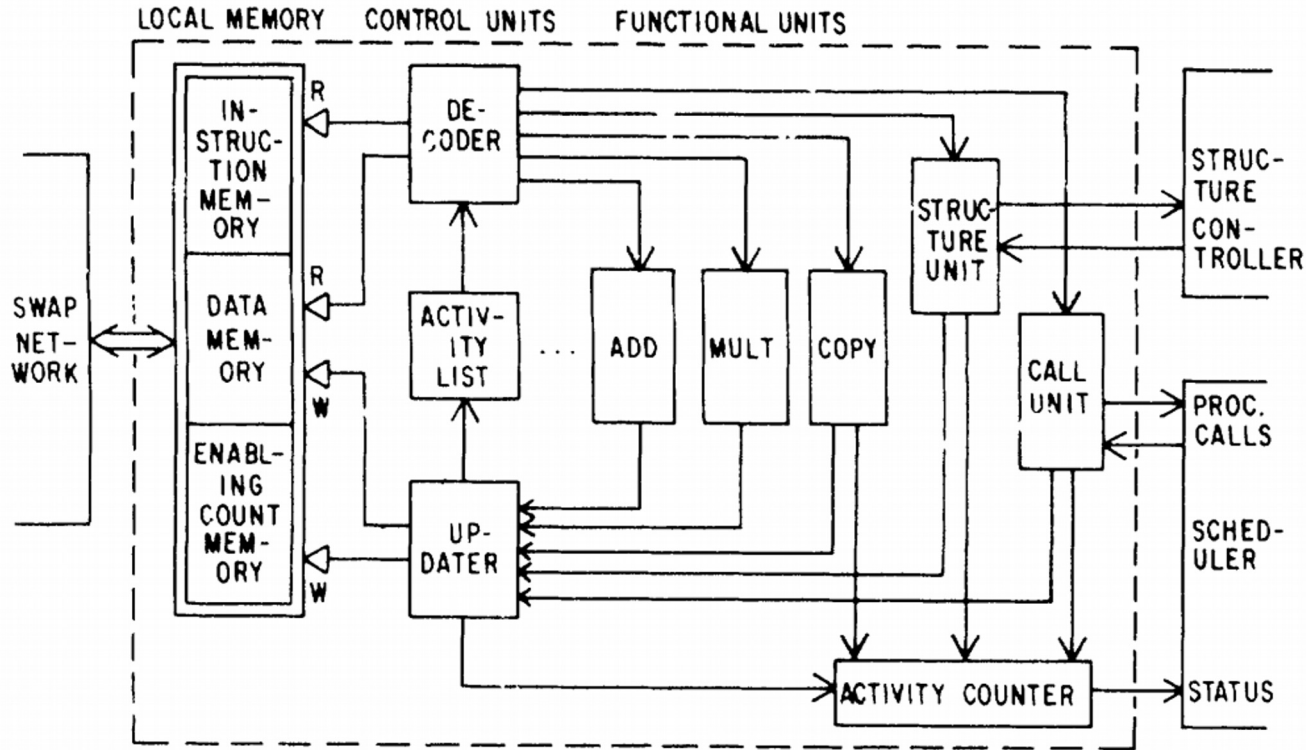 LOCAL MEMORY CONTROL UNITS FUNCTIONAL UNITS
IN-
STRUC-
TION
MEM-
ORY
DATA
MEM-
ORY
ENABL-
ING
COUNT
MEM-
ORY
SWAP
NET-
WORK
R
R
W
W
DE-
CODER
ACTIV-
ITY
LIST
UP-
DATER
...
ADD
MULT
COPY
STRUC-
TURE
UNIT
CALL
UNIT
ACTIVITY COUNTER
STRUC-
TURE
CON-
TROLLER
PROC.
CALLS
SCHED-
ULER
STATUS